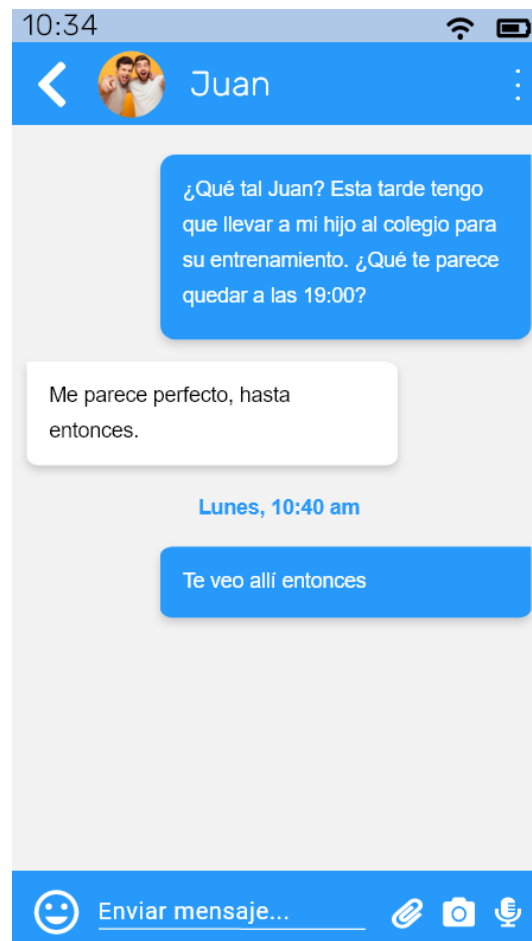 10:34
Juan
¿Qué tal Juan? Esta tarde tengo
que llevar a mi hijo al colegio para
su entrenamiento. ¿Qué te parece
quedar a las 19:00?
Me parece perfecto, hasta
entonces.
Lunes, 10:40 am
Te veo allí entonces
Enviar mensaje...